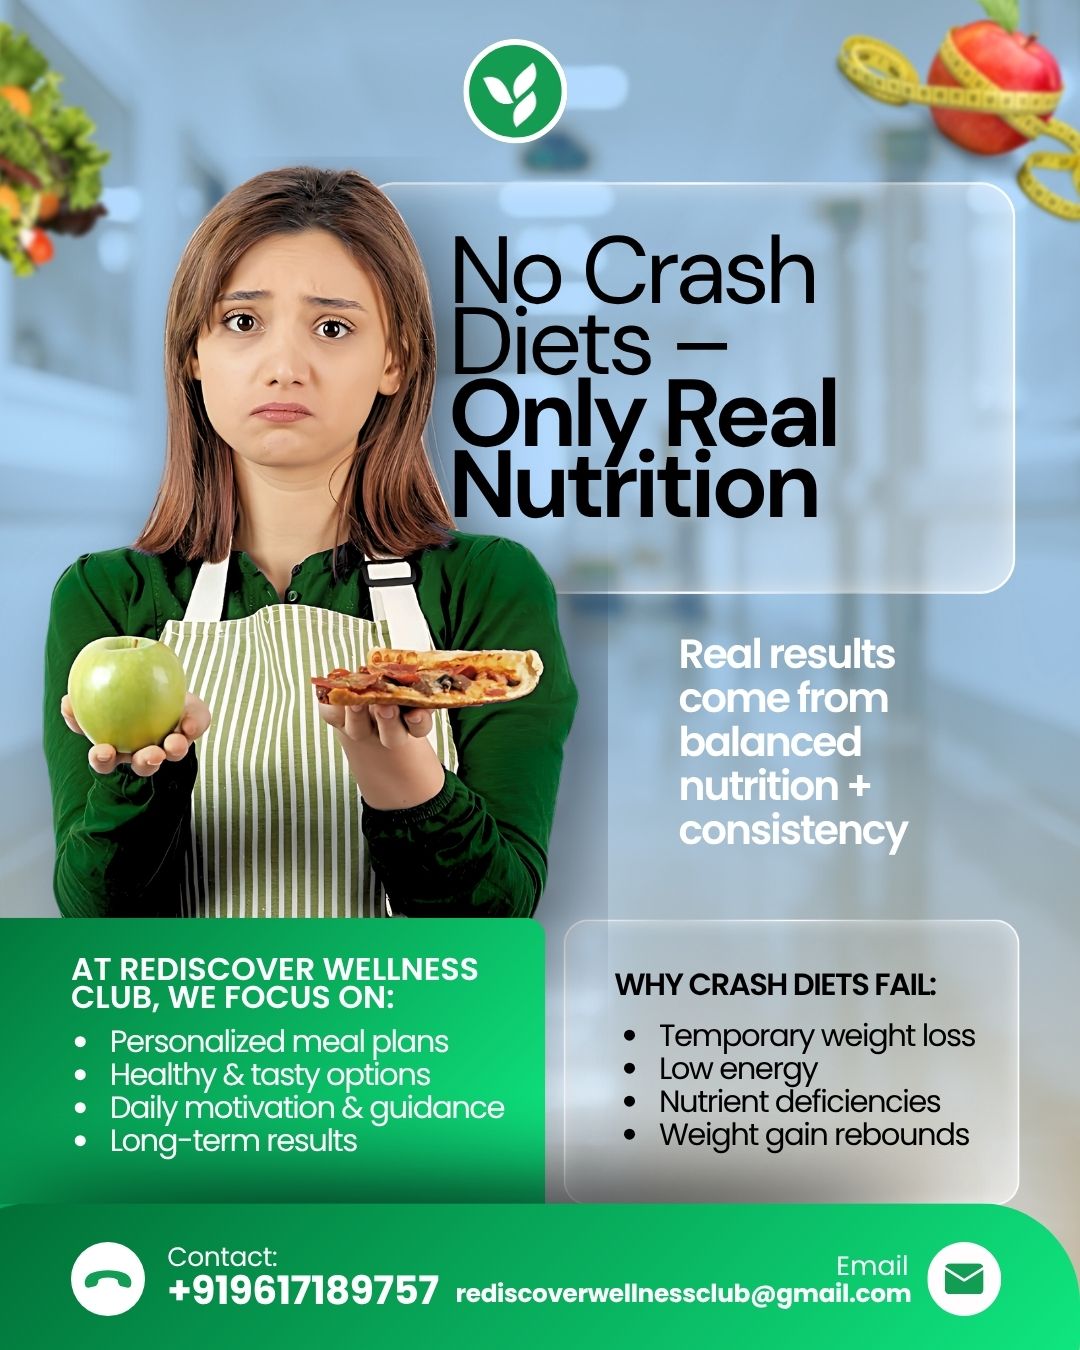 No Crash
Diets –
Only Real
Nutrition
Real results
come from
balanced
nutrition +
consistency
AT REDISCOVER WELLNESS
CLUB, WE FOCUS ON:
• Personalized meal plans
• Healthy & tasty options
• Daily motivation & guidance
• Long-term results
WHY CRASH DIETS FAIL:
• Temporary weight loss
• Low energy
• Nutrient deficiencies
• Weight gain rebounds
Contact:
+919617189757
Email
rediscoverwellnessclub@gmail.com